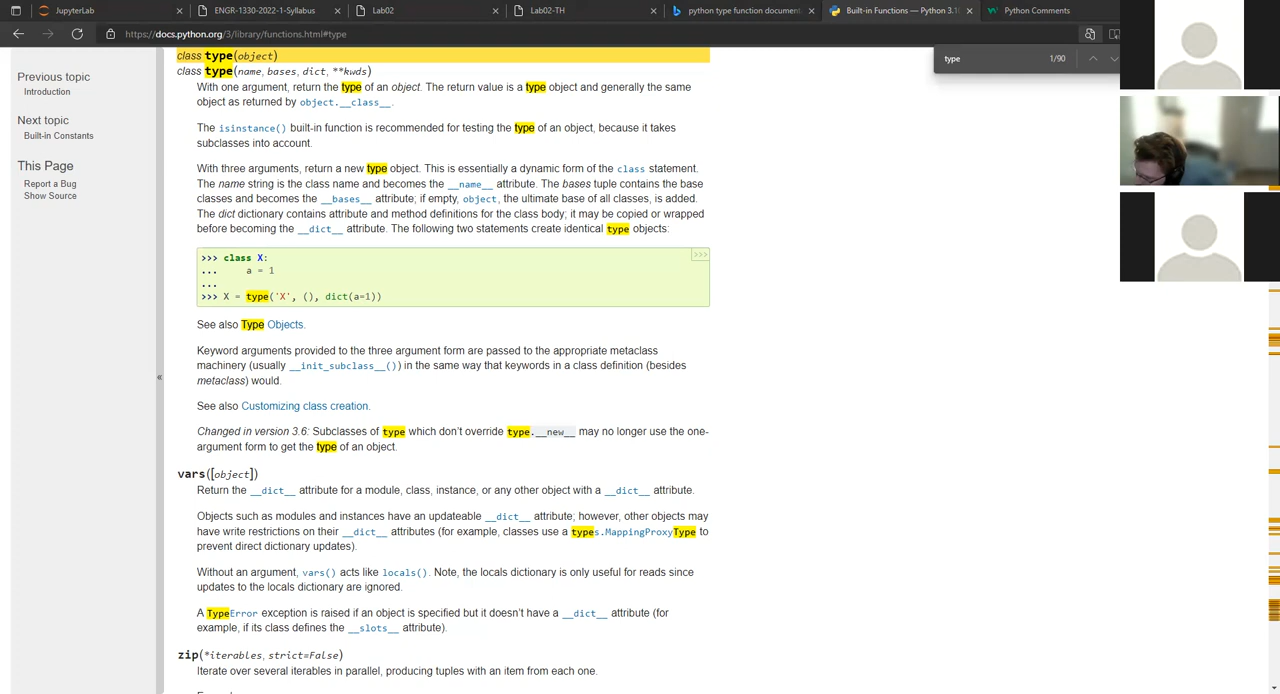 JupyterLab
ENGR-1330-2022-1-Syllabus
Lab02
Lab02-TH
python type function document
Built-in Functions — Python 3.10
Python Comments
https://docs.python.org/3/library/functions.html#type
type
1/90
Previous topic
Introduction
Next topic
Built-in Constants
This Page
Report a Bug
Show Source
«
class type(object)
class type(name, bases, dict, **kwds)
With one argument, return the type of an object. The return value is a type object and generally the same
object as returned by object.__class__.
The isinstance() built-in function is recommended for testing the type of an object, because it takes
subclasses into account.
With three arguments, return a new type object. This is essentially a dynamic form of the class statement.
The name string is the class name and becomes the __name__ attribute. The bases tuple contains the base
classes and becomes the __bases__ attribute; if empty, object, the ultimate base of all classes, is added.
The dict dictionary contains attribute and method definitions for the class body; it may be copied or wrapped
before becoming the __dict__ attribute. The following two statements create identical type objects:
>>>
>>> class X:
...     a = 1
...
>>> X = type('X', (), dict(a=1))
See also Type Objects.
Keyword arguments provided to the three argument form are passed to the appropriate metaclass
machinery (usually __init_subclass__()) in the same way that keywords in a class definition (besides
metaclass) would.
See also Customizing class creation.
Changed in version 3.6: Subclasses of type which don't override type.__new__ may no longer use the one-
argument form to get the type of an object.
vars([object])
Return the __dict__ attribute for a module, class, instance, or any other object with a __dict__ attribute.
Objects such as modules and instances have an updateable __dict__ attribute; however, other objects may
have write restrictions on their __dict__ attributes (for example, classes use a types.MappingProxyType to
prevent direct dictionary updates).
Without an argument, vars() acts like locals(). Note, the locals dictionary is only useful for reads since
updates to the locals dictionary are ignored.
A TypeError exception is raised if an object is specified but it doesn't have a __dict__ attribute (for
example, if its class defines the __slots__ attribute).
zip(*iterables, strict=False)
Iterate over several iterables in parallel, producing tuples with an item from each one.